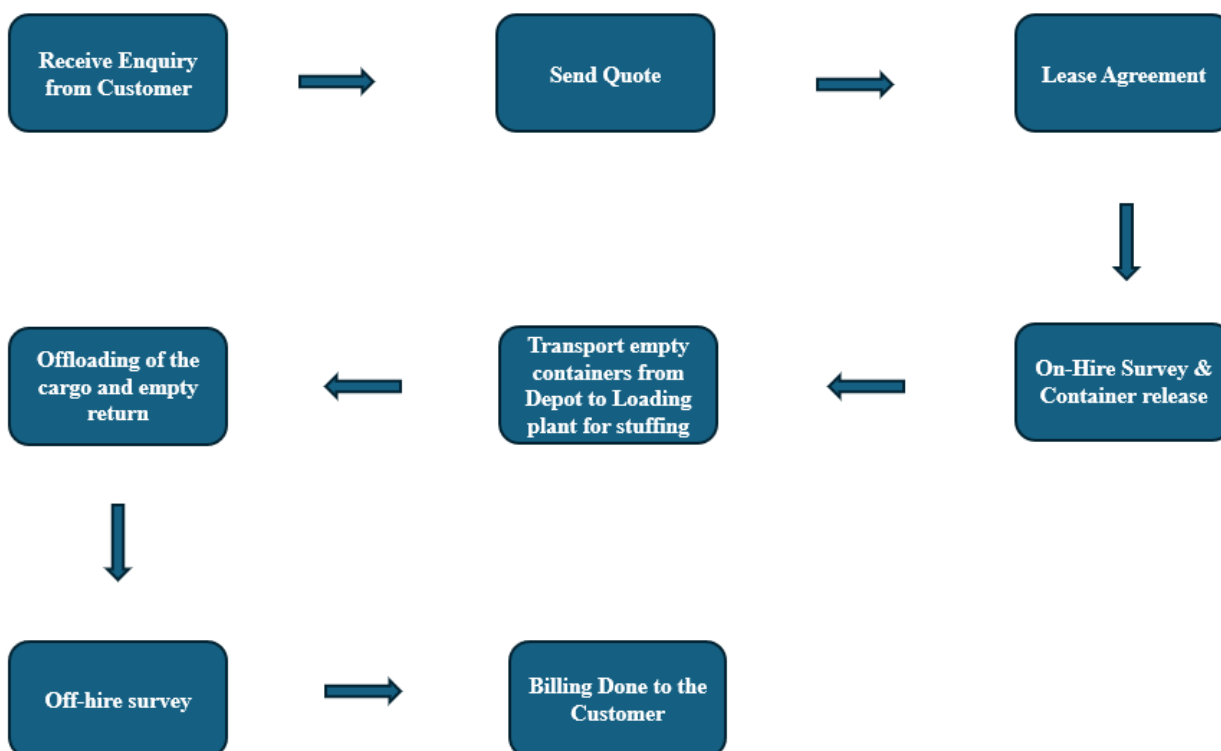 Receive Enquiry
from Customer
Send Quote
Lease Agreement
On-Hire Survey &
Container release
Transport empty
containers from
Depot to Loading
plant for stuffing
Offloading of the
cargo and empty
return
Off-hire survey
Billing Done to the
Customer